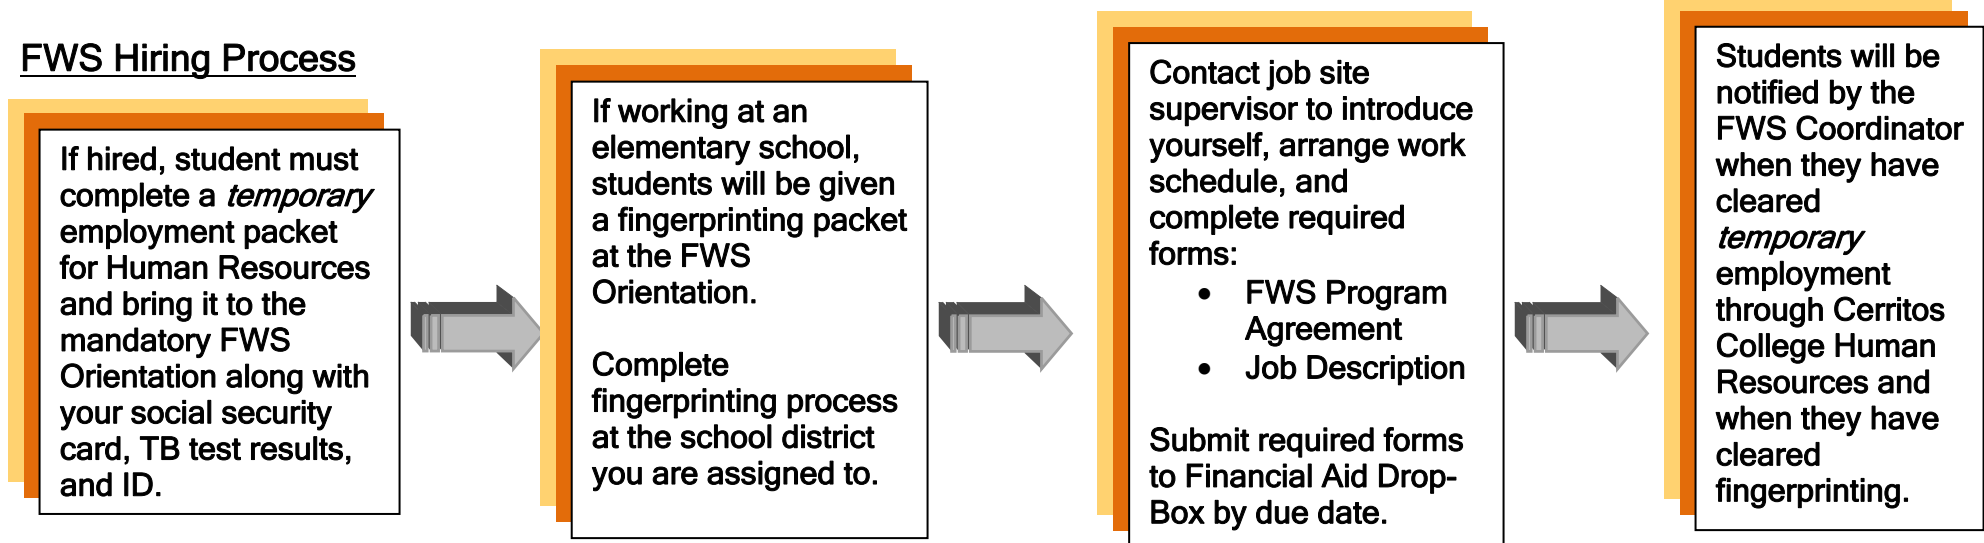 FWS Hiring Process
If hired, student must
complete a temporary
employment packet
for Human Resources
and bring it to the
mandatory FWS
Orientation along with
your social security
card, TB test results,
and ID.
If working at an
elementary school,
students will be given
a fingerprinting packet
at the FWS
Orientation.
Complete
fingerprinting process
at the school district
you are assigned to.
Contact job site
supervisor to introduce
yourself, arrange work
schedule, and
complete required
forms:
• FWS Program
Agreement
• Job Description
Submit required forms
to Financial Aid Drop-
Box by due date.
Students will be
notified by the
FWS Coordinator
when they have
cleared
temporary
employment
through Cerritos
College Human
Resources and
when they have
cleared
fingerprinting.